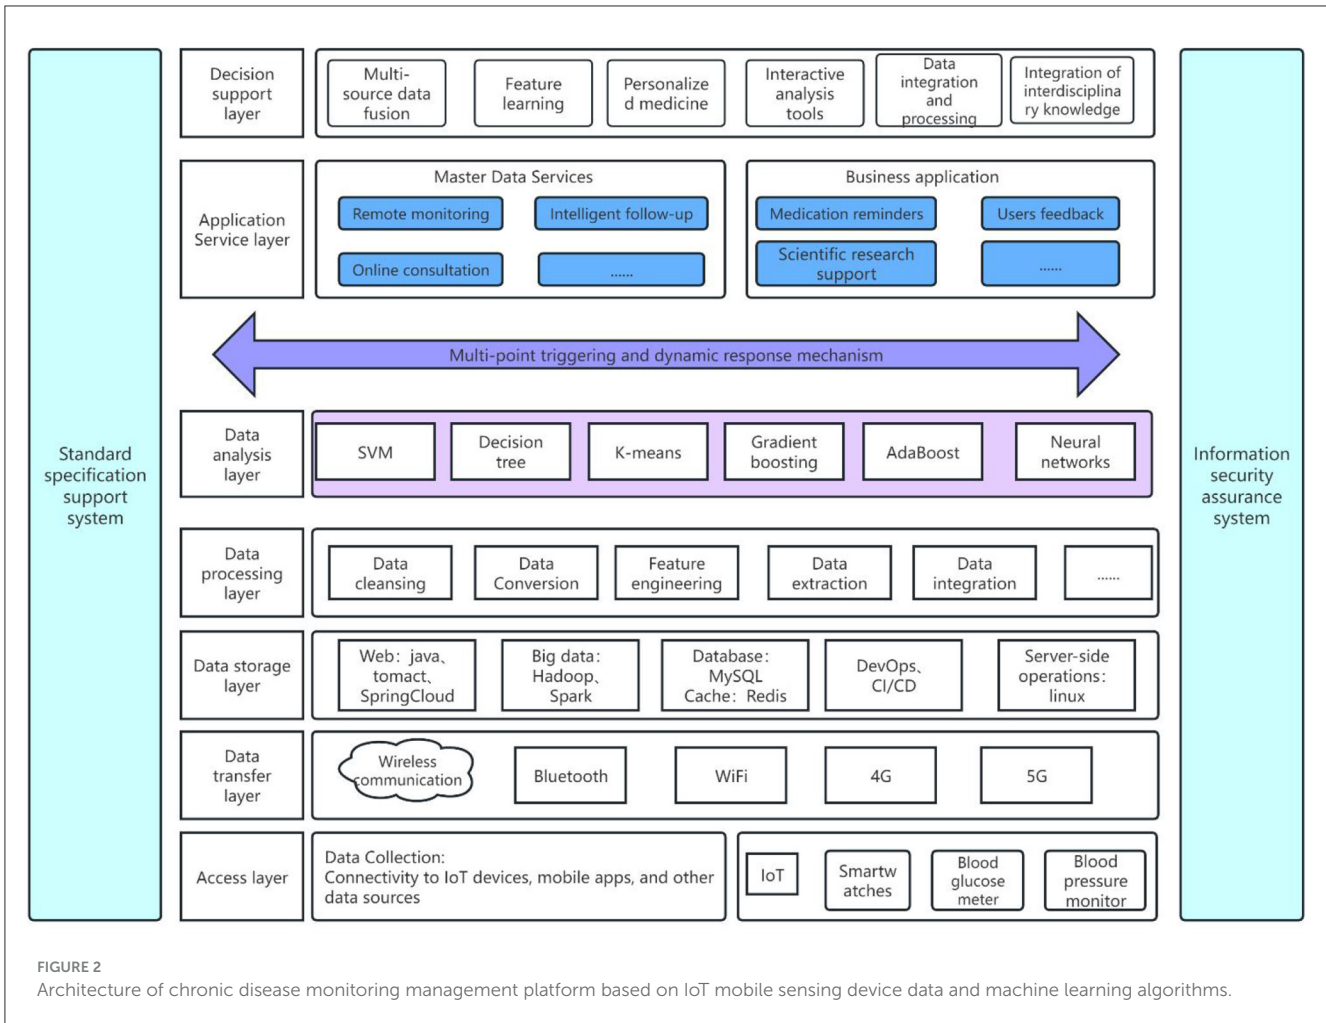 Standard
specification
support
system
Decision
support
layer
Multi-
source data
fusion
Feature
learning
Personalize
d medicine
Interactive
analysis
tools
Data
integration
and
processing
Integration of
interdisciplina
ry knowledge
Application
Service layer
Master Data Services
Remote monitoring
Intelligent follow-up
Online consultation
......
Business application
Medication reminders
Users feedback
Scientific research
support
......
Multi-point triggering and dynamic response mechanism
Data
analysis
layer
SVM
Decision
tree
K-means
Gradient
boosting
AdaBoost
Neural
networks
Data
processing
layer
Data
cleansing
Data
Conversion
Feature
engineering
Data
extraction
Data
integration
......
Data storage
layer
Web：java、
tomact、
SpringCloud
Big data：
Hadoop、
Spark
Database：
MySQL
Cache：Redis
DevOps、
CI/CD
Server-side
operations：
linux
Data
transfer
layer
Wireless
communication
Bluetooth
WiFi
4G
5G
Access layer
Data Collection:
Connectivity to IoT devices, mobile apps, and other
data sources
IoT
Smartw
atches
Blood
glucose
meter
Blood
pressure
monitor
Information
security
assurance
system
FIGURE 2
Architecture of chronic disease monitoring management platform based on IoT mobile sensing device data and machine learning algorithms.